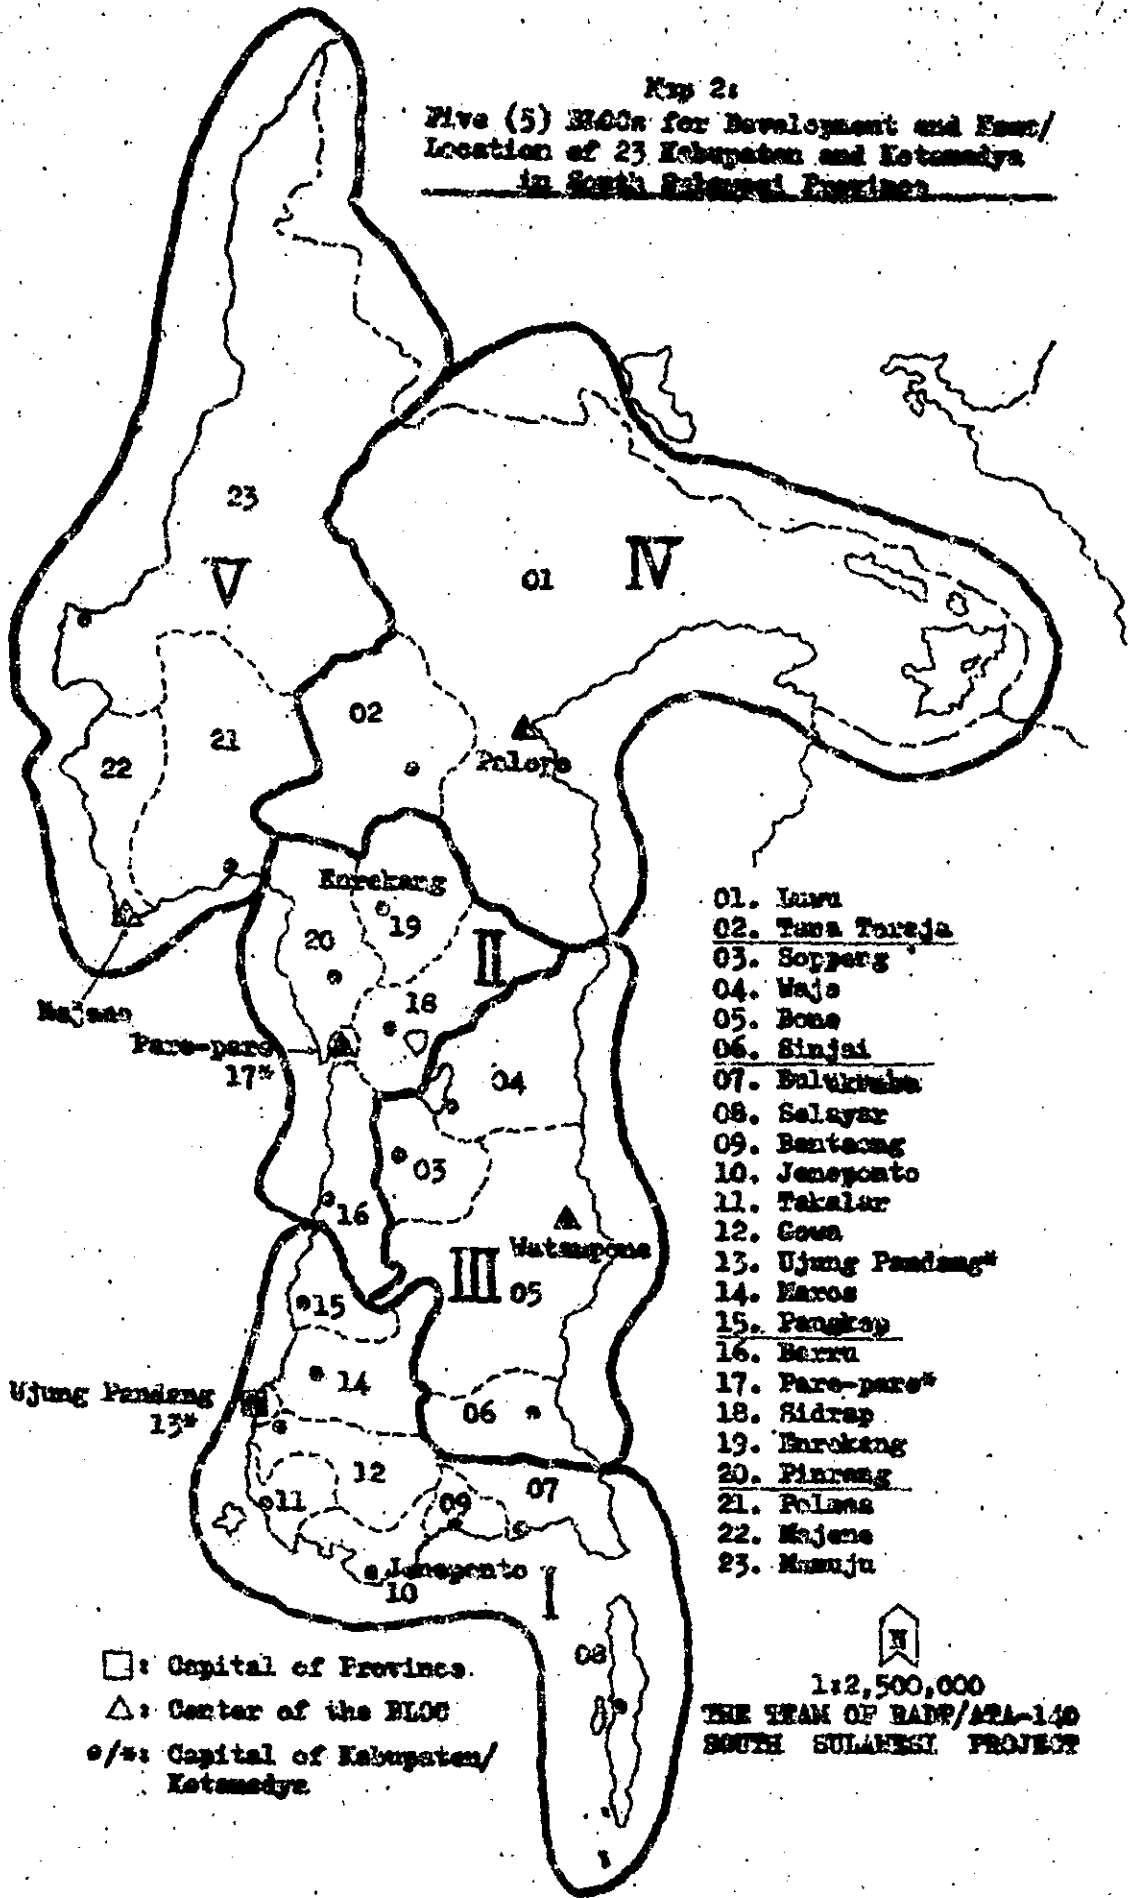 Map 2:
Five (5) BLOCs for Development and Name/
Location of 23 Kabupaten and Kotamadya
in South Sulawesi Province
23
V
01
IV
02
21
22
Palopo
Enrekang
19
20
II
18
Majene
Pare-pare
17*
04
03
16
Watampone
III
05
15
14
Ujung Pandang
13*
06
12
07
11
09
Jeneponto
10
I
08
01. Luwu
02. Tana Toraja
03. Soppeng
04. Wajo
05. Bone
06. Sinjai
07. Bulukumba
08. Selayar
09. Bantaeng
10. Jeneponto
11. Takalar
12. Gowa
13. Ujung Pandang*
14. Maros
15. Pangkep
16. Barru
17. Pare-pare*
18. Sidrap
19. Enrekang
20. Pinrang
21. Polmas
22. Majene
23. Mamuju
N
1:2,500,000
THE TEAM OF RADP/ATA-140
SOUTH SULAWESI PROJECT
: Capital of Province
: Center of the BLOC
: Capital of Kabupaten/
Kotamadya